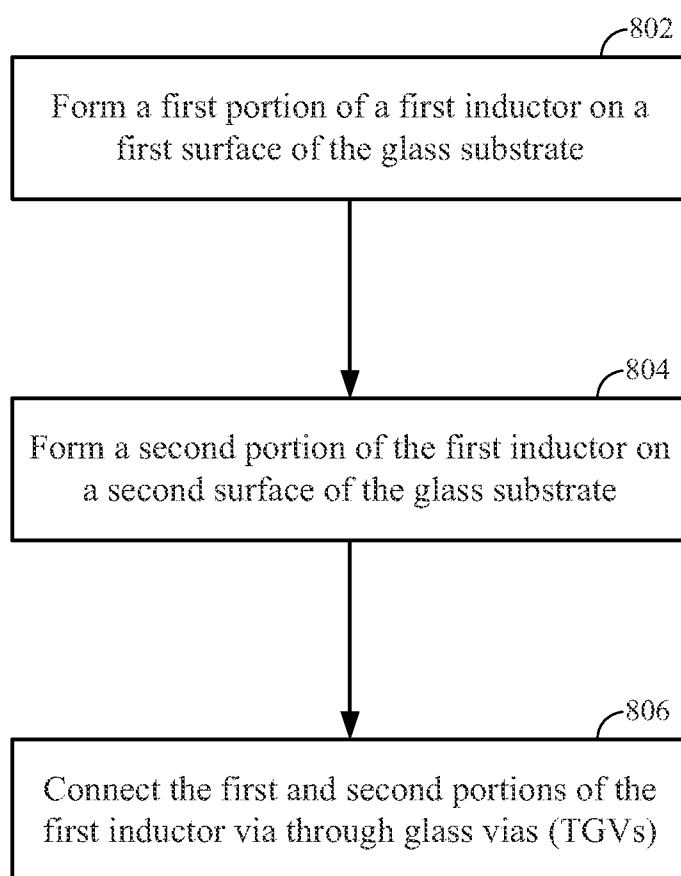 802
Form a first portion of a first inductor on a
first surface of the glass substrate
804
Form a second portion of the first inductor on
a second surface of the glass substrate
806
Connect the first and second portions of the
first inductor via through glass vias (TGVs)